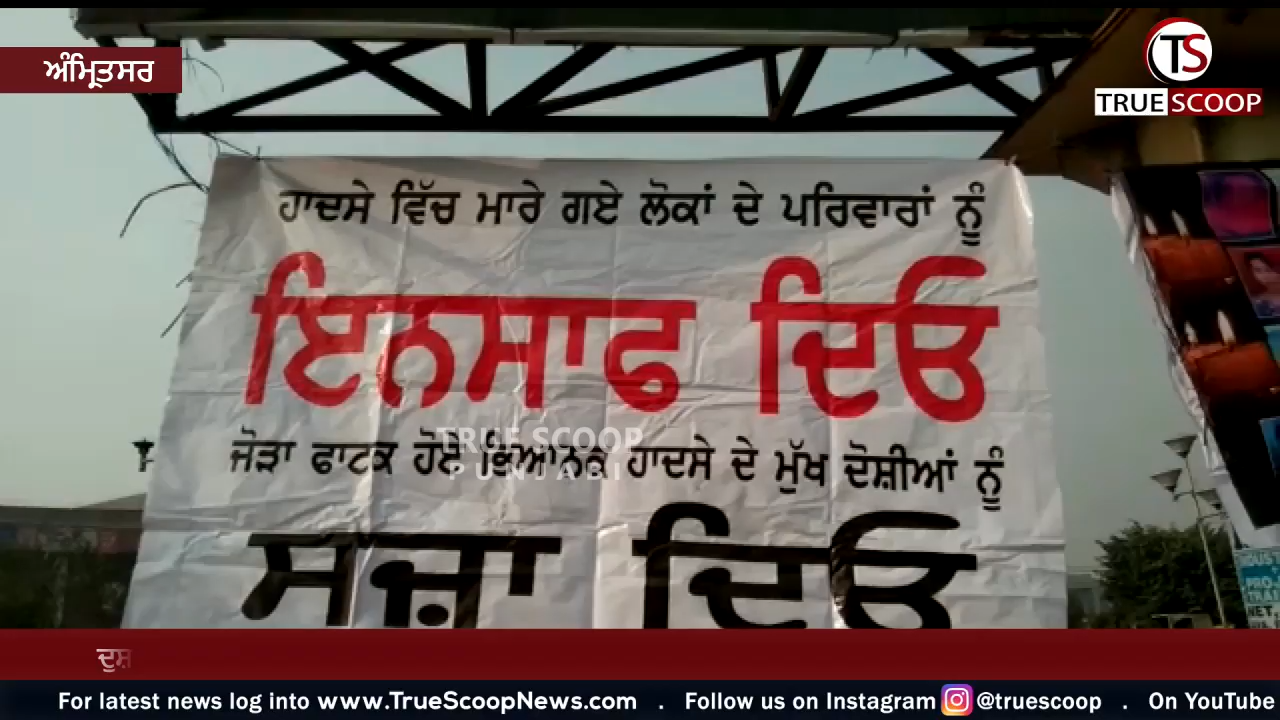 ਅੰਮ੍ਰਿਤਸਰ
TS
TRUE SCOOP
ਹਾਦਸੇ ਵਿੱਚ ਮਾਰੇ ਗਏ ਲੋਕਾਂ ਦੇ ਪਰਿਵਾਰਾਂ ਨੂੰ
ਇਨਸਾਫ ਦਿਓ
TRUE SCOOP
PUNJABI
ਜੋੜਾ ਫਾਟਕ ਹੋਏ ਭਿਆਨਕ ਹਾਦਸੇ ਦੇ ਮੁੱਖ ਦੋਸ਼ੀਆਂ ਨੂੰ
ਸਜ਼ਾ ਦਿਓ
For latest news log into www.TrueScoopNews.com . Follow us on Instagram @truescoop . On YouTube